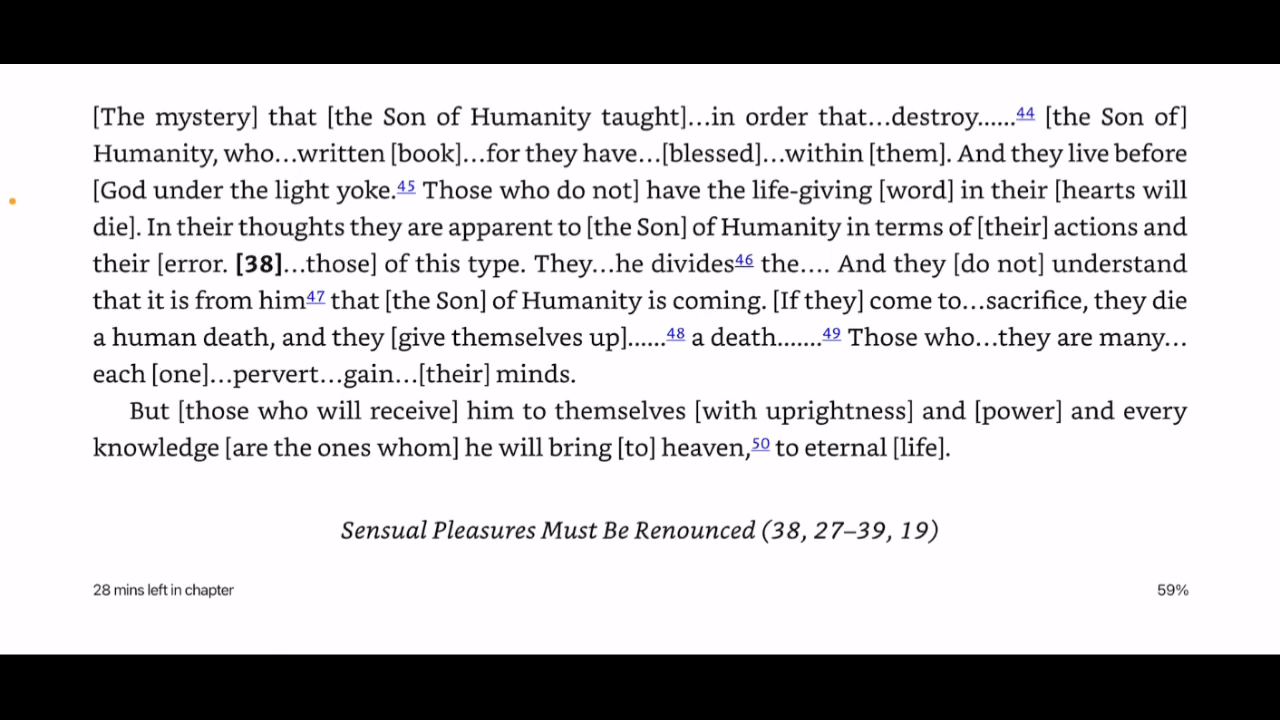 [The mystery] that [the Son of Humanity taught]…in order that…destroy......44 [the Son of]
Humanity, who…written [book]…for they have…[blessed]…within [them]. And they live before
[God under the light yoke.45 Those who do not] have the life-giving [word] in their [hearts will
die]. In their thoughts they are apparent to [the Son] of Humanity in terms of [their] actions and
their [error. [38]…those] of this type. They…he divides46 the…. And they [do not] understand
that it is from him47 that [the Son] of Humanity is coming. [If they] come to…sacrifice, they die
a human death, and they [give themselves up]......48 a death.......49 Those who…they are many…
each [one]…pervert…gain…[their] minds.
But [those who will receive] him to themselves [with uprightness] and [power] and every
knowledge [are the ones whom] he will bring [to] heaven,50 to eternal [life].
Sensual Pleasures Must Be Renounced (38, 27–39, 19)
28 mins left in chapter
59%